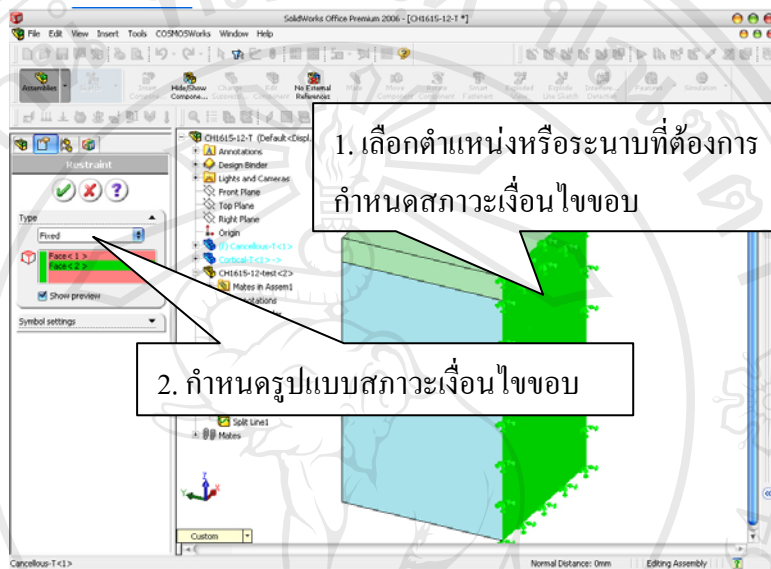 SolidWorks Office Premium 2006 - [CH1615-12-T *]
File Edit View Insert Tools COSMOSWorks Window Help
Assemblies
Hide/Show Compone...
No External References
Restraint
Type
Fixed
Face< 1 >
Face< 2 >
Show preview
Symbol settings
CH1615-12-T (Default<Displ
Annotations
Design Binder
Lights and Cameras
Front Plane
Top Plane
Right Plane
Origin
(f) Cancellous-T<1>
Cortical-T<1> ->
CH1615-12-test<2>
Mates in Assem1
Split Line1
Mates
1. เลือกตำแหน่งหรือระนาบที่ต้องการ
กำหนดสภาวะเงื่อนไขขอบ
2. กำหนดรูปแบบสภาวะเงื่อนไขขอบ
Z
Y
X
Custom
Cancellous-T<1>
Normal Distance: 0mm
Editing Assembly